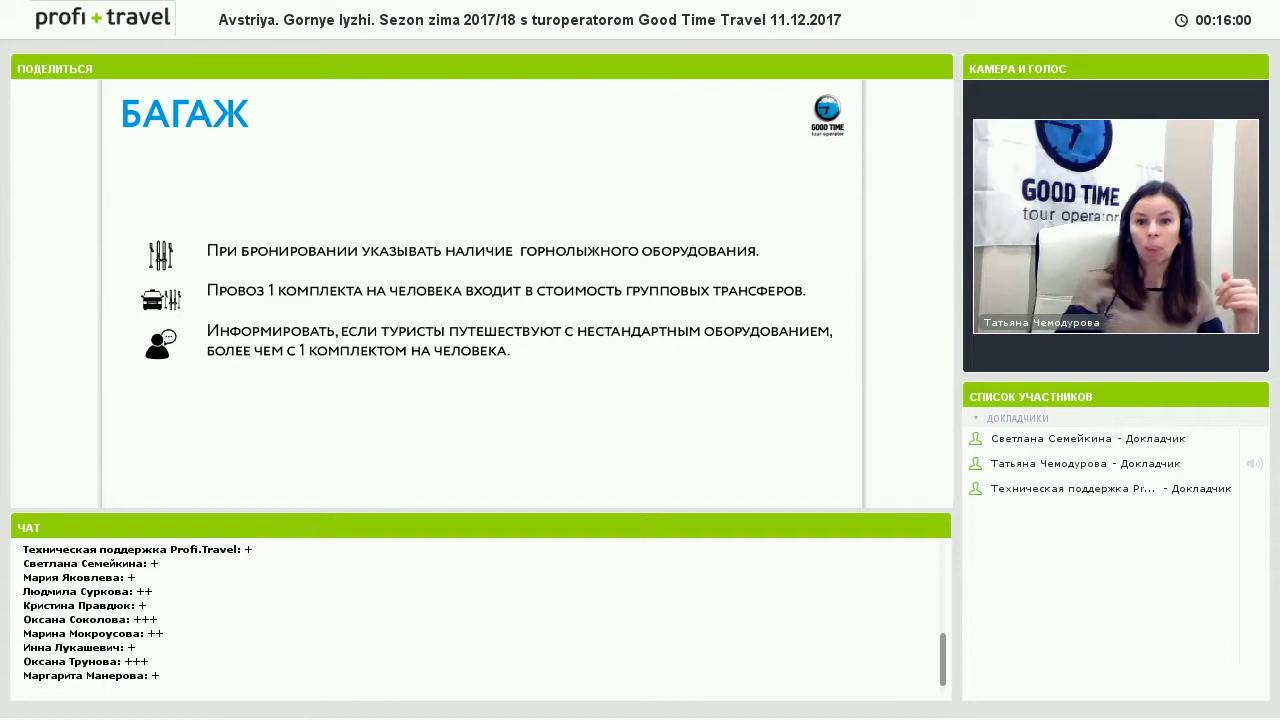 profi + travel
Avstriya. Gornye lyzhi. Sezon zima 2017/18 s turoperatorom Good Time Travel 11.12.2017
00:16:00
ПОДЕЛИТЬСЯ
БАГАЖ
GOOD TIME
tour operator
При бронировании указывать наличие горнолыжного оборудования.
Провоз 1 комплекта на человека входит в стоимость групповых трансферов.
Информировать, если туристы путешествуют с нестандартным оборудованием,
более чем с 1 комплектом на человека.
КАМЕРА И ГОЛОС
GOOD TIME
tour operator
Татьяна Чемодурова
СПИСОК УЧАСТНИКОВ
ДОКЛАДЧИКИ
Светлана Семейкина - Докладчик
Татьяна Чемодурова - Докладчик
Техническая поддержка Pr... - Докладчик
ЧАТ
Техническая поддержка Profi.Travel: +
Светлана Семейкина: +
Мария Яковлева: +
Людмила Суркова: ++
Кристина Правдюк: +
Оксана Соколова: +++
Марина Мокроусова: ++
Инна Лукашевич: +
Оксана Трунова: +++
Маргарита Манерова: +